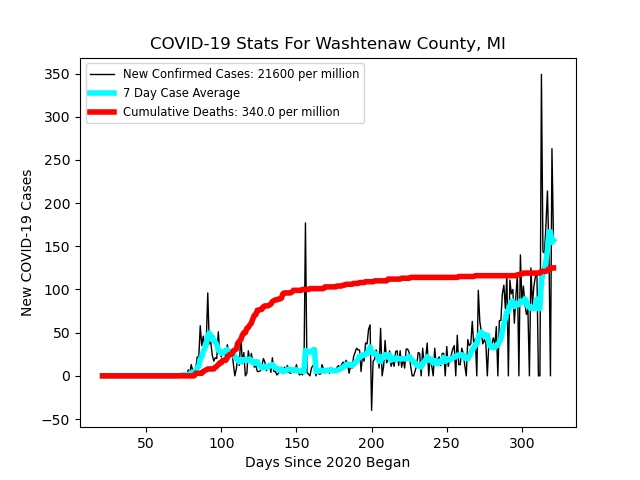 COVID-19 Stats For Washtenaw County, MI
New Confirmed Cases: 21600 per million
7 Day Case Average
Cumulative Deaths: 340.0 per million
New COVID-19 Cases
350
300
250
200
150
100
50
0
−50
50 100 150 200 250 300
Days Since 2020 Began